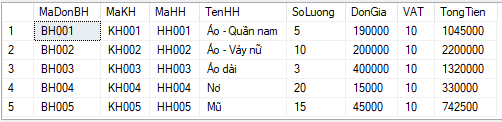 MaDonBH MaKH MaHH TenHH SoLuong DonGia VAT TongTien
1 BH001 KH001 HH001 Áo - Quần nam 5 190000 10 1045000
2 BH002 KH002 HH002 Áo - Váy nữ 10 200000 10 2200000
3 BH003 KH003 HH003 Áo dài 3 400000 10 1320000
4 BH004 KH004 HH004 Nơ 20 15000 10 330000
5 BH005 KH005 HH005 Mũ 15 45000 10 742500